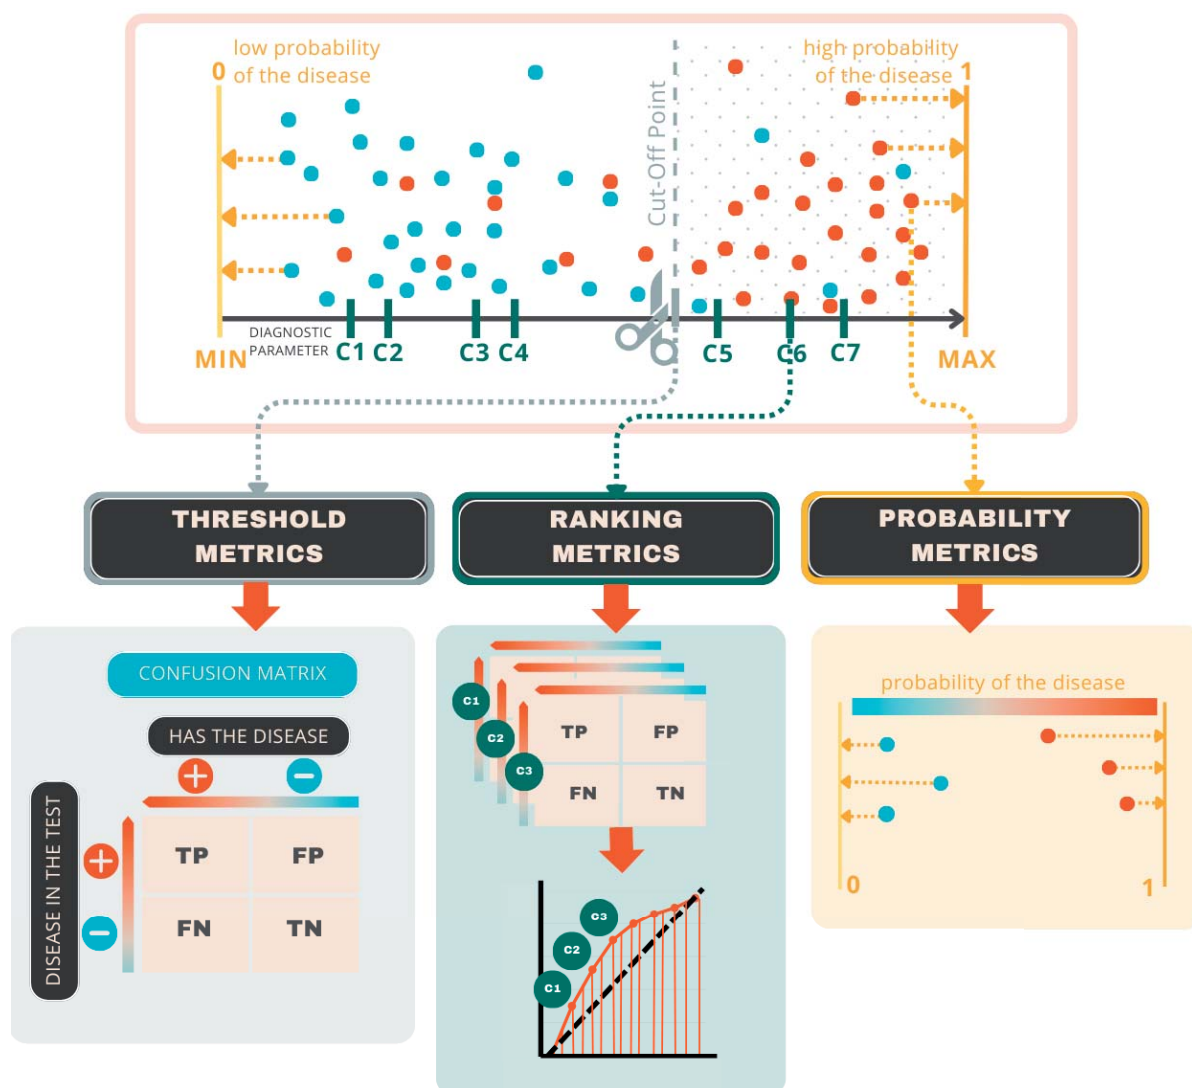 low probability
of the disease
0
high probability
of the disease
1
Cut-Off Point
DIAGNOSTIC
PARAMETER
MIN
C1
C2
C3
C4
C5
C6
C7
MAX
THRESHOLD
METRICS
RANKING
METRICS
PROBABILITY
METRICS
CONFUSION MATRIX
HAS THE DISEASE
+
−
DISEASE IN THE TEST
+
−
TP
FP
FN
TN
C1
C2
C3
TP
FP
FN
TN
C3
C2
C1
probability of the disease
0
1